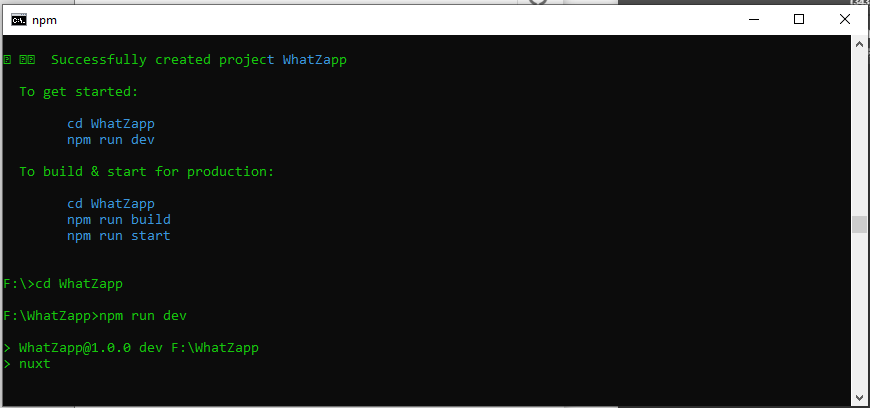 npm
Successfully created project WhatZapp
To get started:
cd WhatZapp
npm run dev
To build & start for production:
cd WhatZapp
npm run build
npm run start
F:\>cd WhatZapp
F:\WhatZapp>npm run dev
> WhatZapp@1.0.0 dev F:\WhatZapp
> nuxt